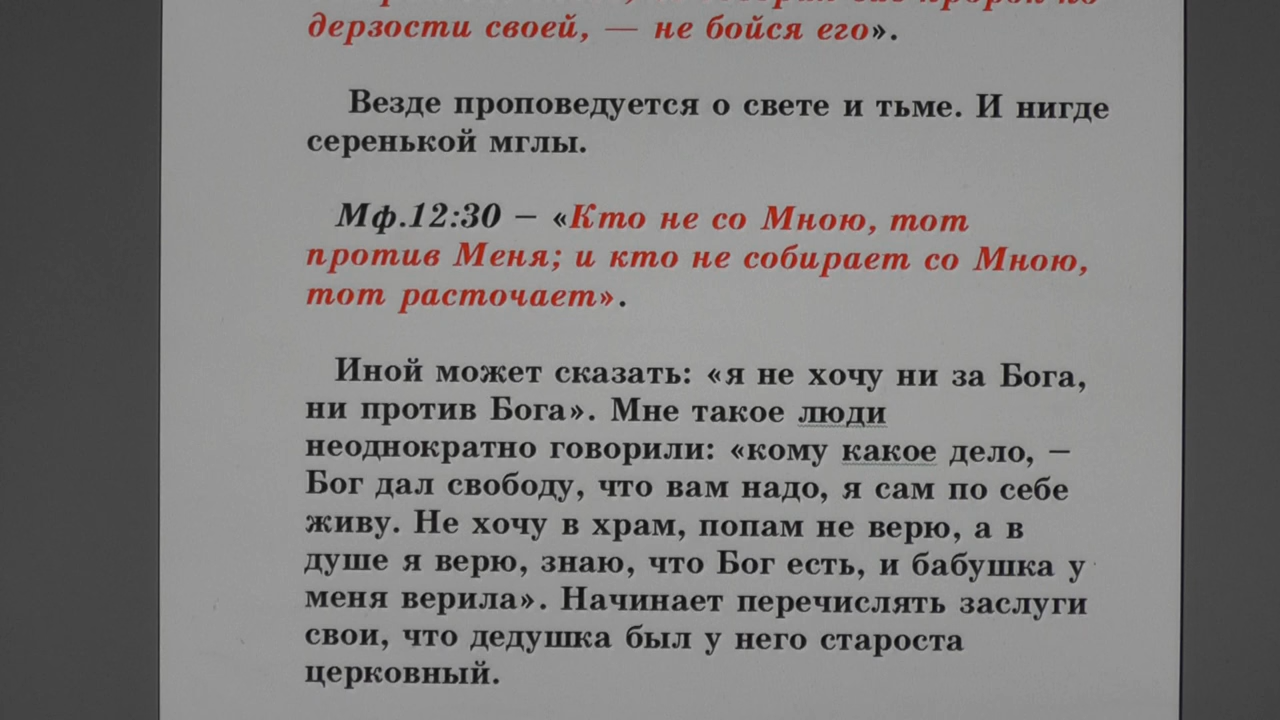 дерзости своей, — не бойся его».
Везде проповедуется о свете и тьме. И нигде
серенькой мглы.
Мф.12:30 – «Кто не со Мною, тот
против Меня; и кто не собирает со Мною,
тот расточает».
Иной может сказать: «я не хочу ни за Бога,
ни против Бога». Мне такое люди
неоднократно говорили: «кому какое дело, –
Бог дал свободу, что вам надо, я сам по себе
живу. Не хочу в храм, попам не верю, а в
душе я верю, знаю, что Бог есть, и бабушка у
меня верила». Начинает перечислять заслуги
свои, что дедушка был у него староста
церковный.